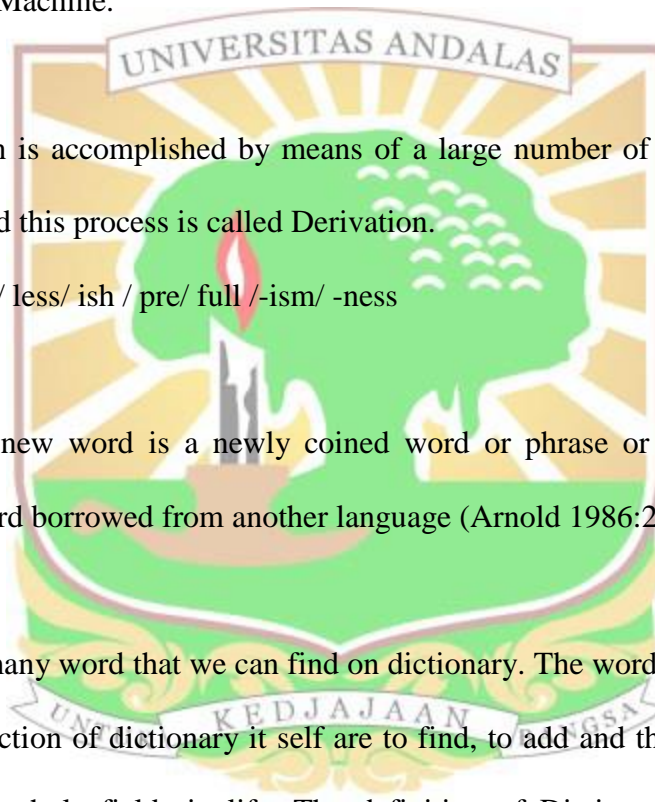 Machine.
UNIVERSITAS ANDALAS
is accomplished by means of a large number of
this process is called Derivation.
/ less/ ish / pre/ full /-ism/ -ness
new word is a newly coined word or phrase or
borrowed from another language (Arnold 1986:2
many word that we can find on dictionary. The word
of dictionary it self are to find, to add and
UNTUK KEDJAJAAN BANGSA